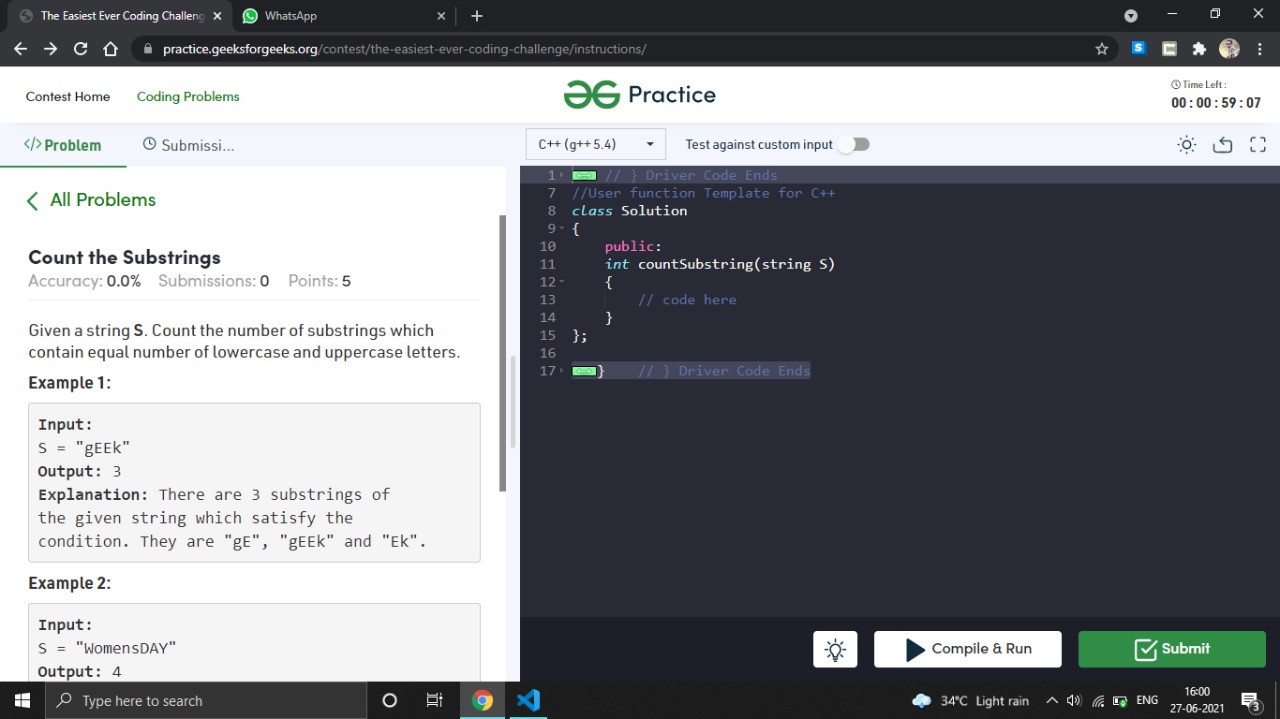 The Easiest Ever Coding Challeng
WhatsApp
practice.geeksforgeeks.org/contest/the-easiest-ever-coding-challenge/instructions/
Contest Home
Coding Problems
Practice
Time Left :
00 : 00 : 59 : 07
</>Problem
Submissi...
C++ (g++ 5.4)
Test against custom input
All Problems
Count the Substrings
Accuracy: 0.0% Submissions: 0 Points: 5
Given a string S. Count the number of substrings which
contain equal number of lowercase and uppercase letters.
Example 1:
Input:
S = "gEEk"
Output: 3
Explanation: There are 3 substrings of
the given string which satisfy the
condition. They are "gE", "gEEk" and "Ek".
Example 2:
Input:
S = "WomensDAY"
Output: 4
1 // } Driver Code Ends
7 //User function Template for C++
8 class Solution
9 {
10 public:
11 int countSubstring(string S)
12 {
13 // code here
14 }
15 };
16
17 } // } Driver Code Ends
Compile & Run
Submit
Type here to search
34°C Light rain
ENG
16:00
27-06-2021
3